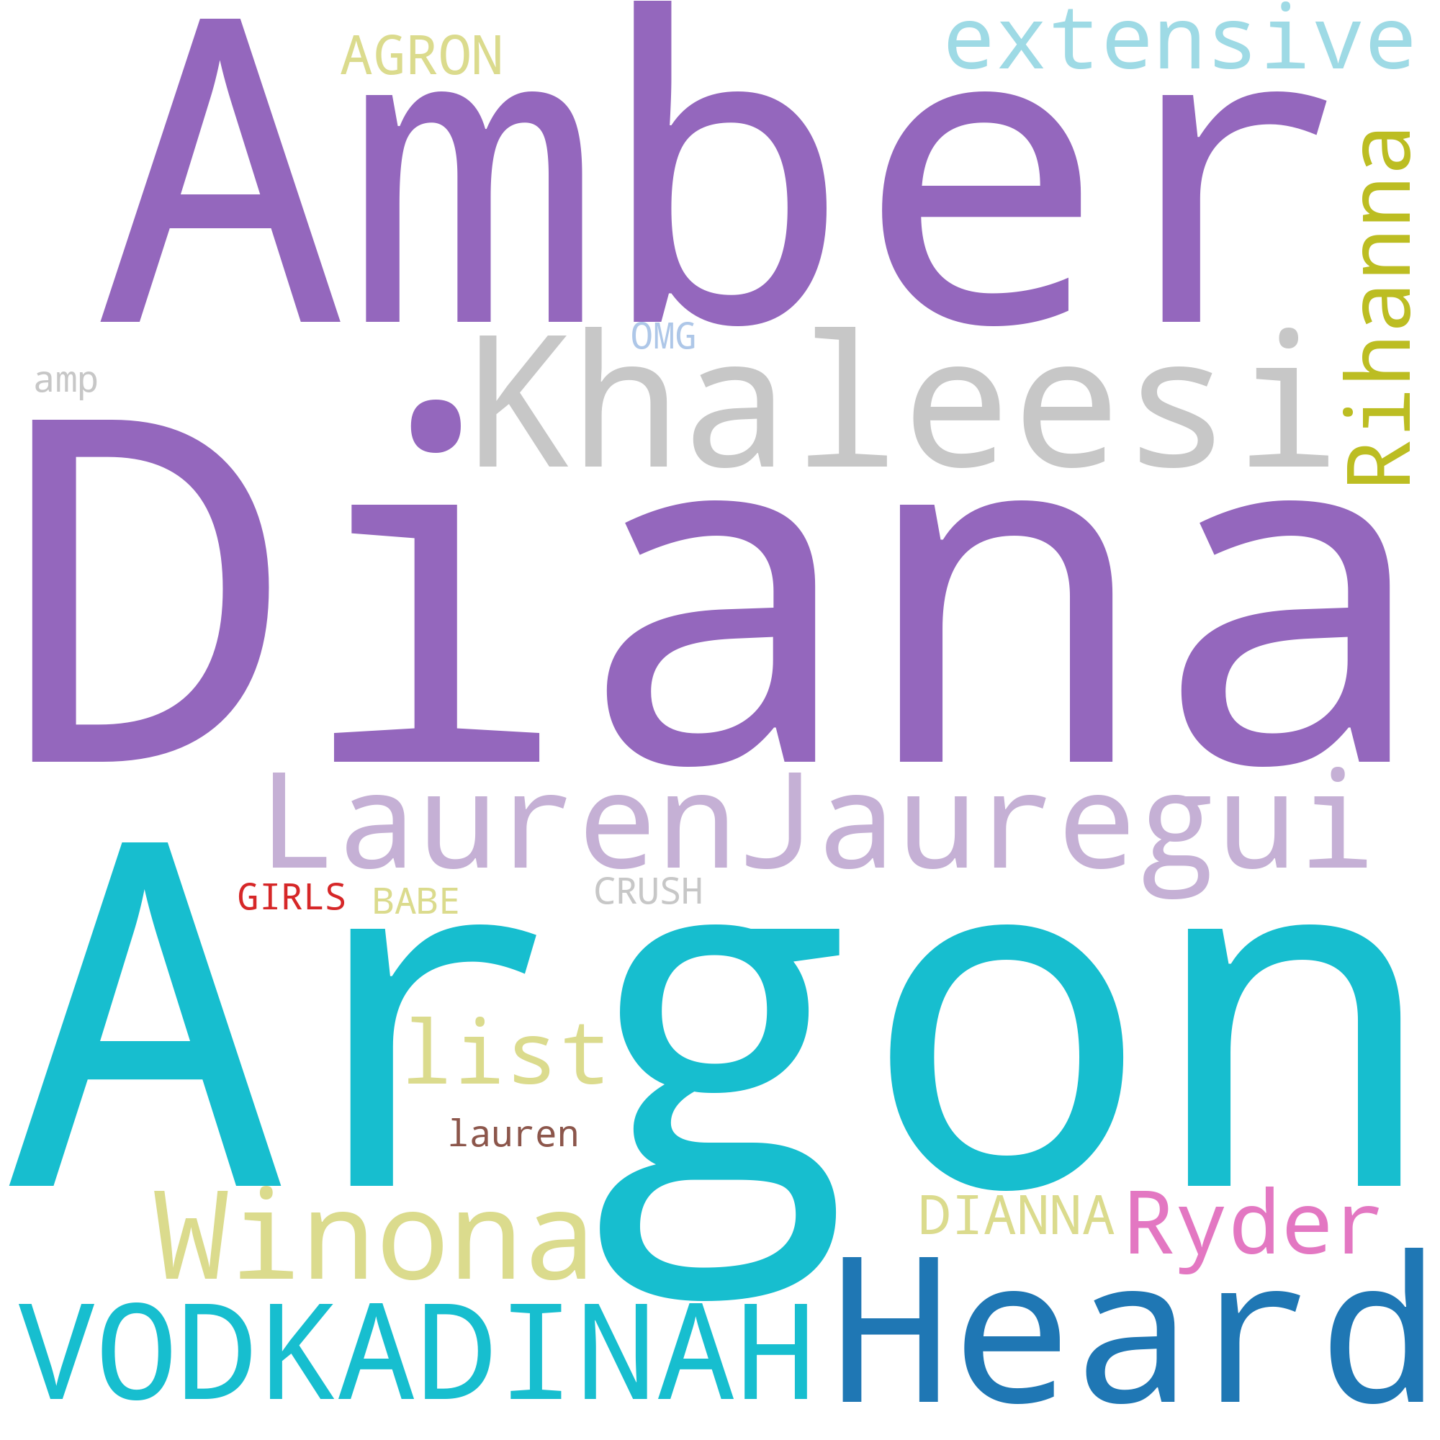 AGRON
extensive
Amber
Rihanna
OMG
amp
Khaleesi
Diana
LaurenJauregui
GIRLS
BABE
CRUSH
Argon
list
lauren
Winona
DIANNA
Ryder
VODKADINAH
Heard